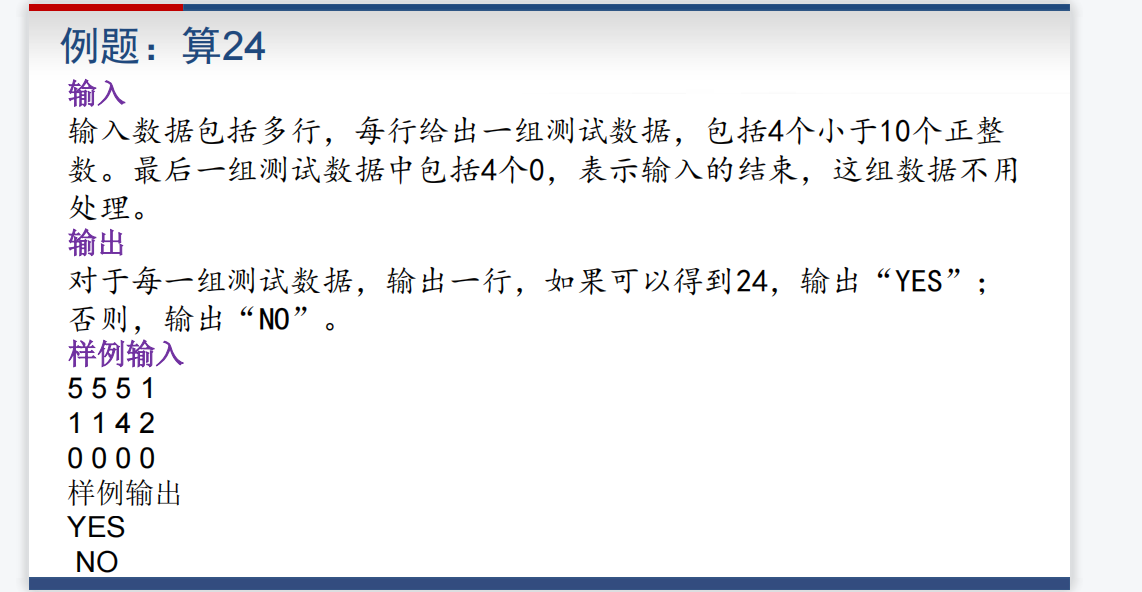 例题：算24
输入
输入数据包括多行，每行给出一组测试数据，包括4个小于10个正整
数。最后一组测试数据中包括4个0，表示输入的结束，这组数据不用
处理。
输出
对于每一组测试数据，输出一行，如果可以得到24，输出“YES”；
否则，输出“NO”。
样例输入
5 5 5 1
1 1 4 2
0 0 0 0
样例输出
YES
NO